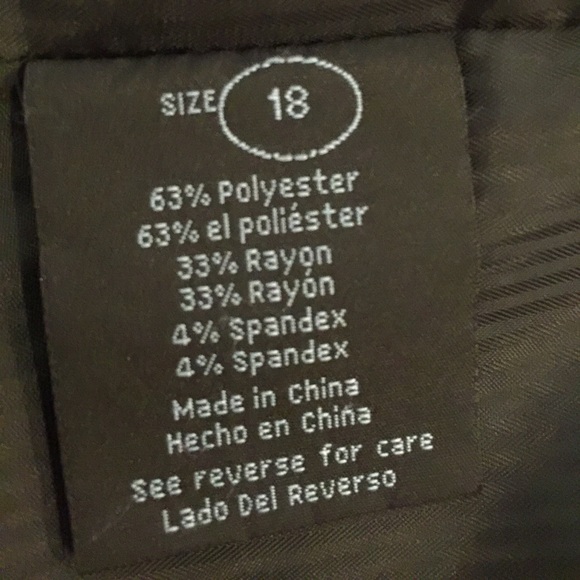 SIZE 18
63% Polyester
63% el poliéster
33% Rayon
33% Rayón
4% Spandex
4% Spandex
Made in China
Hecho en Chiña
See reverse for care
Lado Del Reverso